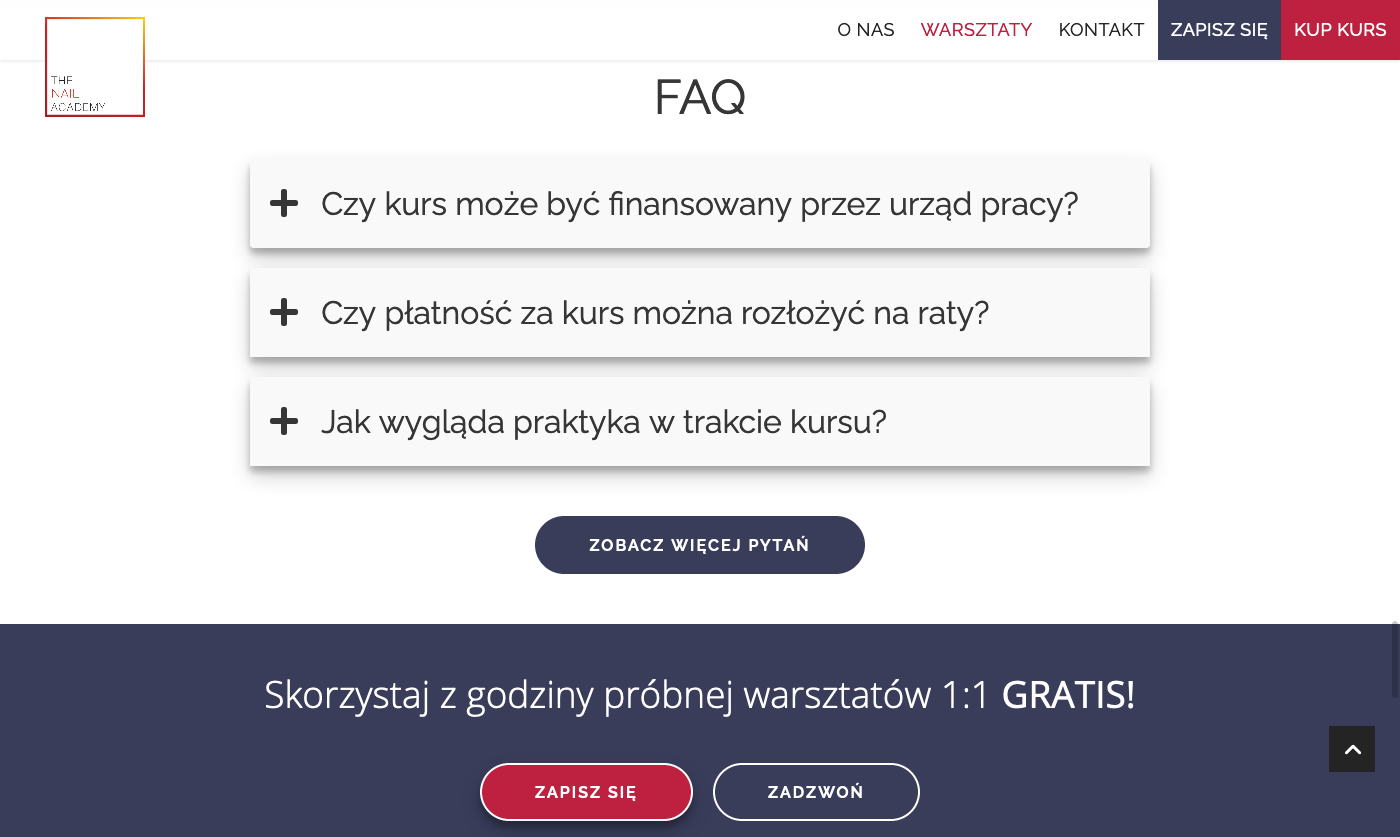 O NAS WARSZTATY KONTAKT ZAPISZ SIĘ KUP KURS
THE
NAIL
ACADEMY
FAQ
Czy kurs może być finansowany przez urząd pracy?
Czy płatność za kurs można rozłożyć na raty?
Jak wygląda praktyka w trakcie kursu?
ZOBACZ WIĘCEJ PYTAŃ
Skorzystaj z godziny próbnej warsztatów 1:1 GRATIS!
ZAPISZ SIĘ ZADZWOŃ